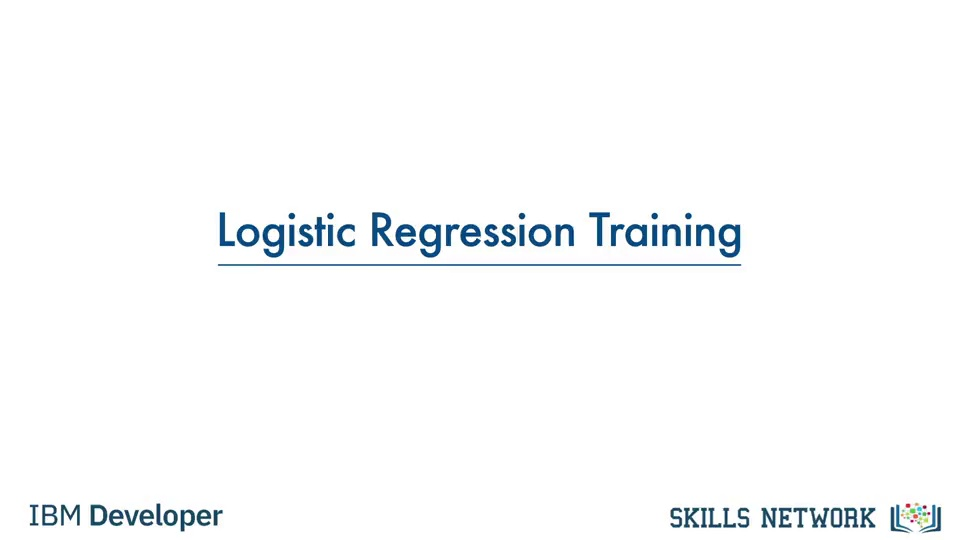 Logistic Regression Training
IBM Developer
SKILLS NETWORK